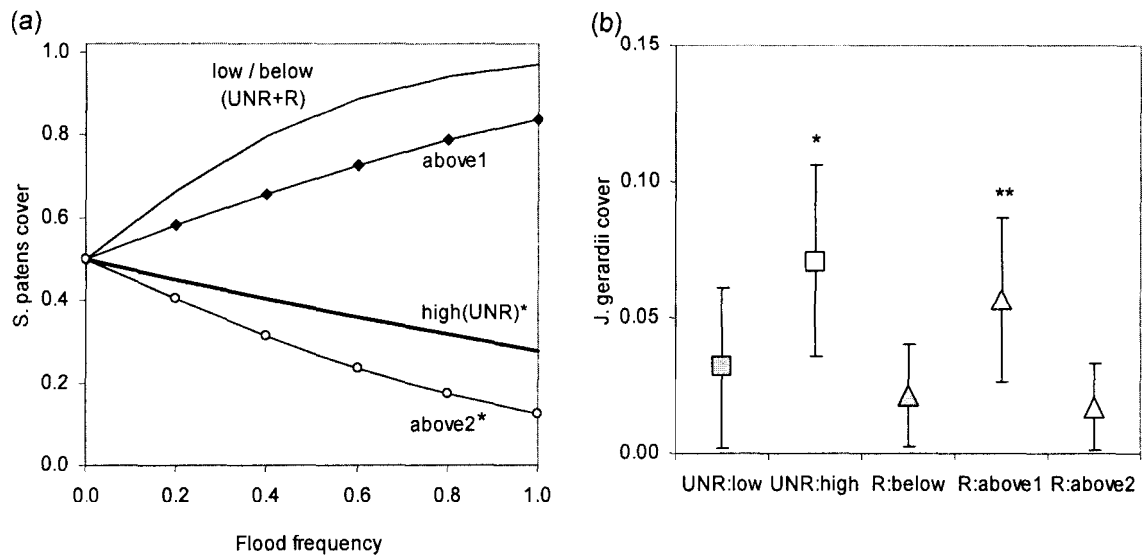 (a)
1.0
0.8
0.6
0.4
0.2
0.0
S. patens cover
low / below
(UNR+R)
above1
high(UNR)*
above2*
0.0 0.2 0.4 0.6 0.8 1.0
Flood frequency
(b)
0.15
0.10
0.05
0.00
J. gerardii cover
*
**
UNR:low UNR:high R:below R:above1 R:above2